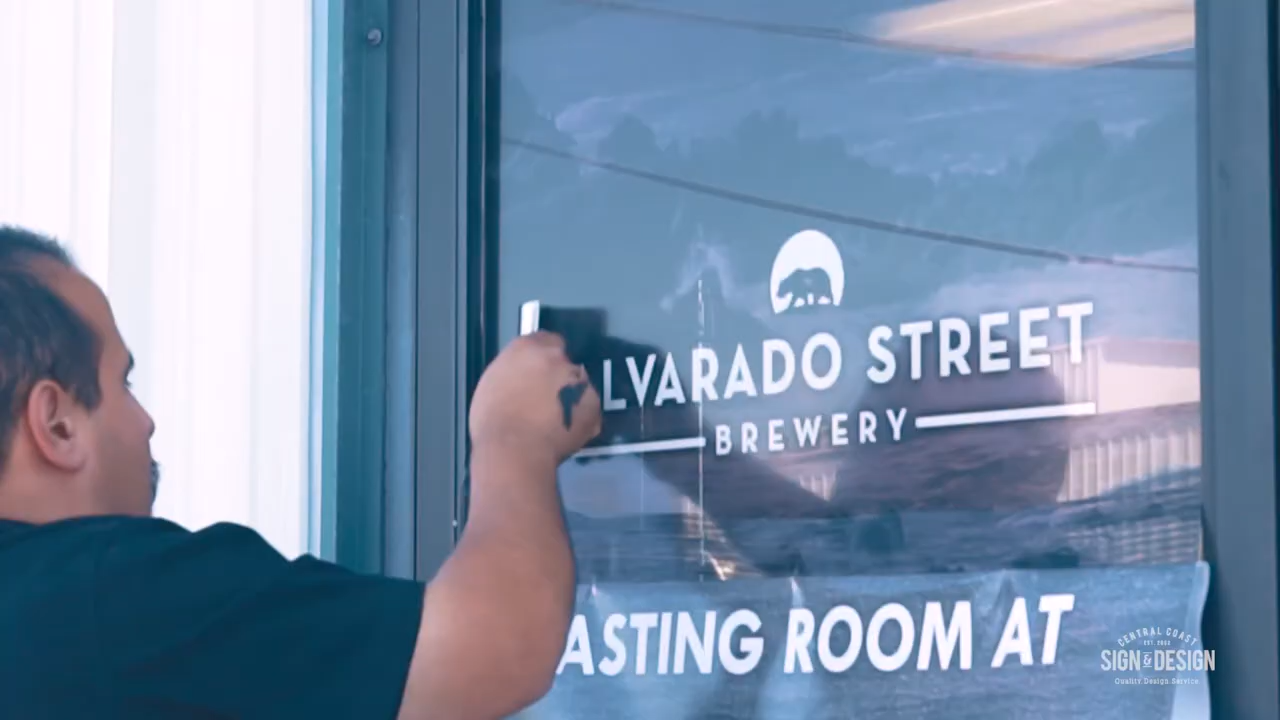 LVARADO STREET
BREWERY
ASTING ROOM AT
CENTRAL COAST
SIGN & DESIGN
Quality Design Service